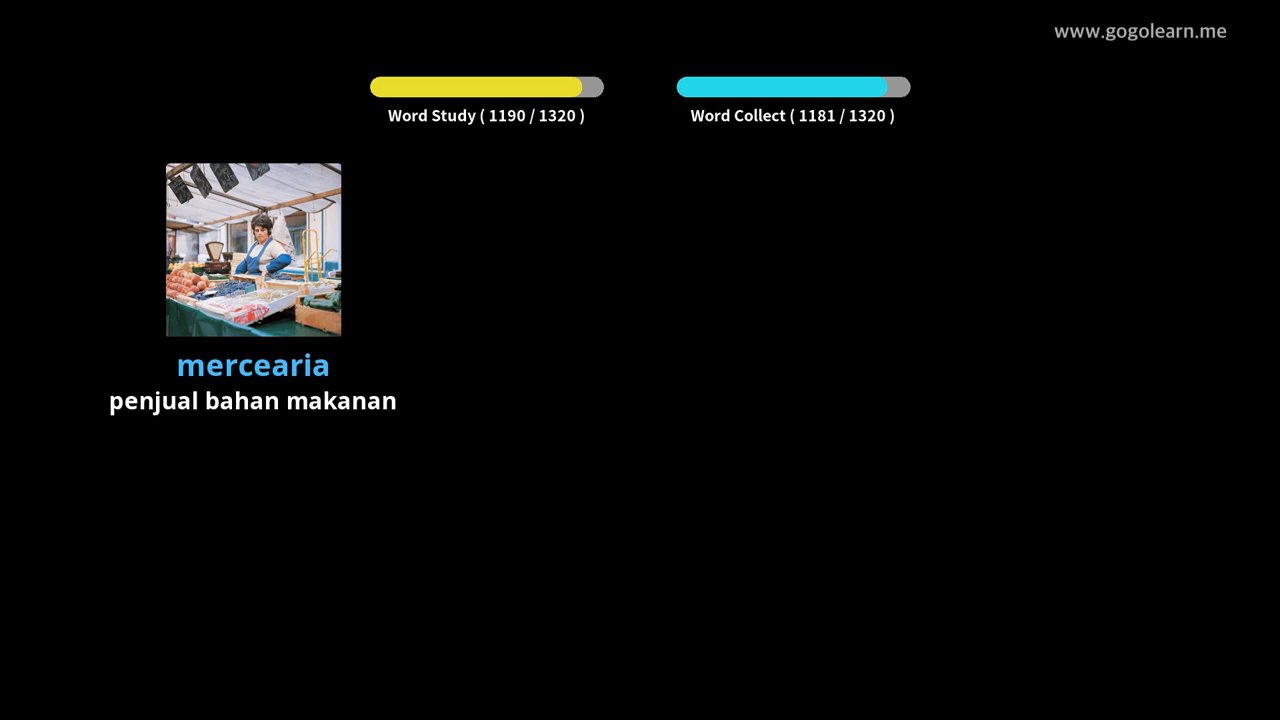 www.gogolearn.me
Word Study ( 1190 / 1320 )
Word Collect ( 1181 / 1320 )
mercearia
penjual bahan makanan